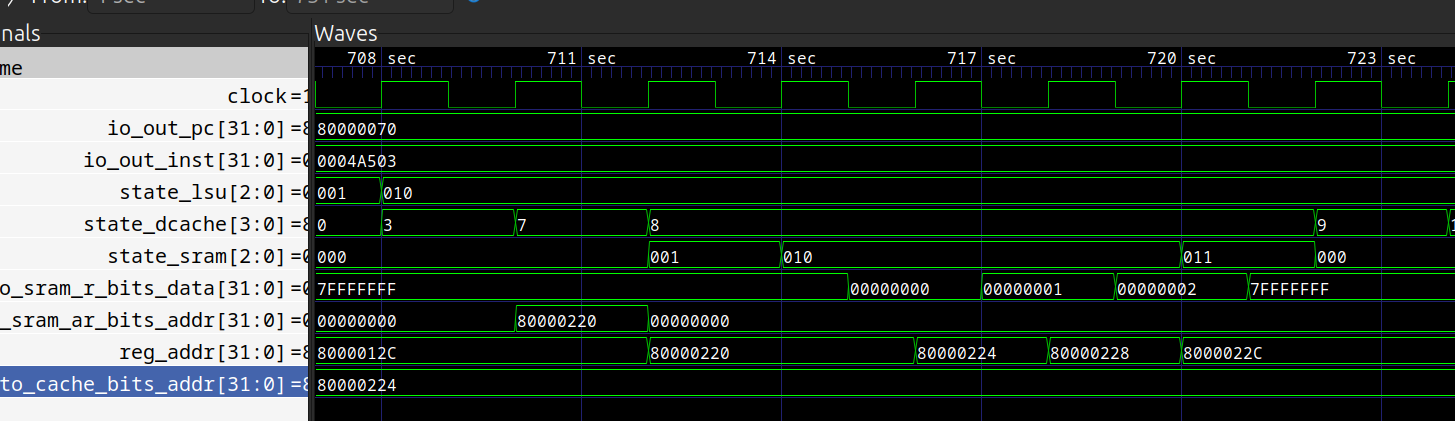 nals Waves
me 708 sec 711 sec 714 sec 717 sec 720 sec 723 sec
clock=1
io_out_pc[31:0]=8 80000070
io_out_inst[31:0]=0 0004A503
state_lsu[2:0]=0 001 010
state_dcache[3:0]=8 0 3 7 8 9 1
state_sram[2:0]=0 000 001 010 011 000
o_sram_r_bits_data[31:0]=0 7FFFFFFF 00000000 00000001 00000002 7FFFFFFF
_sram_ar_bits_addr[31:0]=0 00000000 80000220 00000000
reg_addr[31:0]=8 8000012C 80000220 80000224 80000228 8000022C
to_cache_bits_addr[31:0]=8 80000224